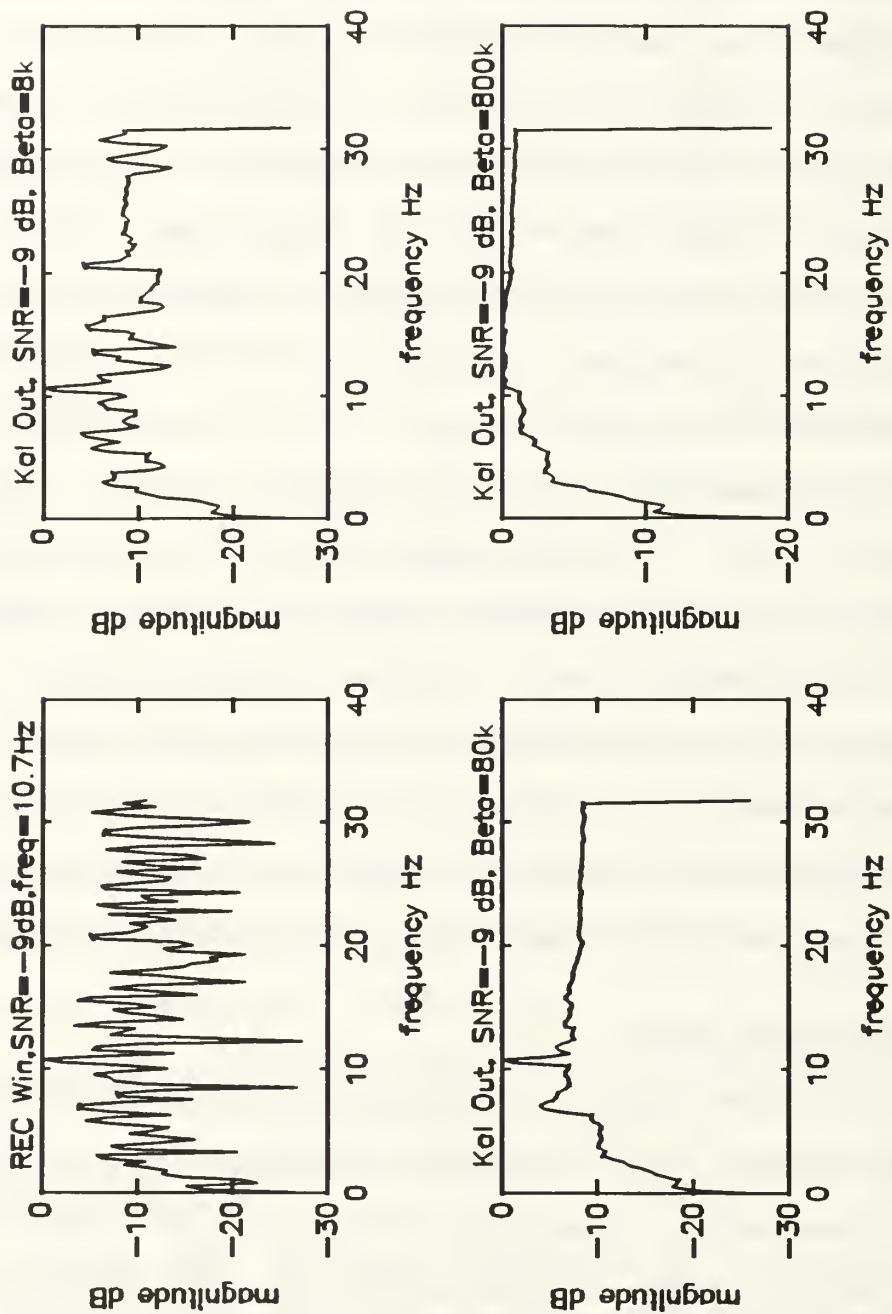 REC Win,SNR=-9dB,freq=10.7Hz
0
-10
-20
-30
magnitude dB
0
10
20
30
40
frequency Hz
Kal Out, SNR=-9 dB, Beta=8k
0
-10
-20
-30
magnitude dB
0
10
20
30
40
frequency Hz
Kal Out, SNR=-9 dB, Beta=80k
0
-10
-20
-30
magnitude dB
0
10
20
30
40
frequency Hz
Kal Out, SNR=-9 dB, Beta=800k
0
-10
-20
magnitude dB
0
10
20
30
40
frequency Hz